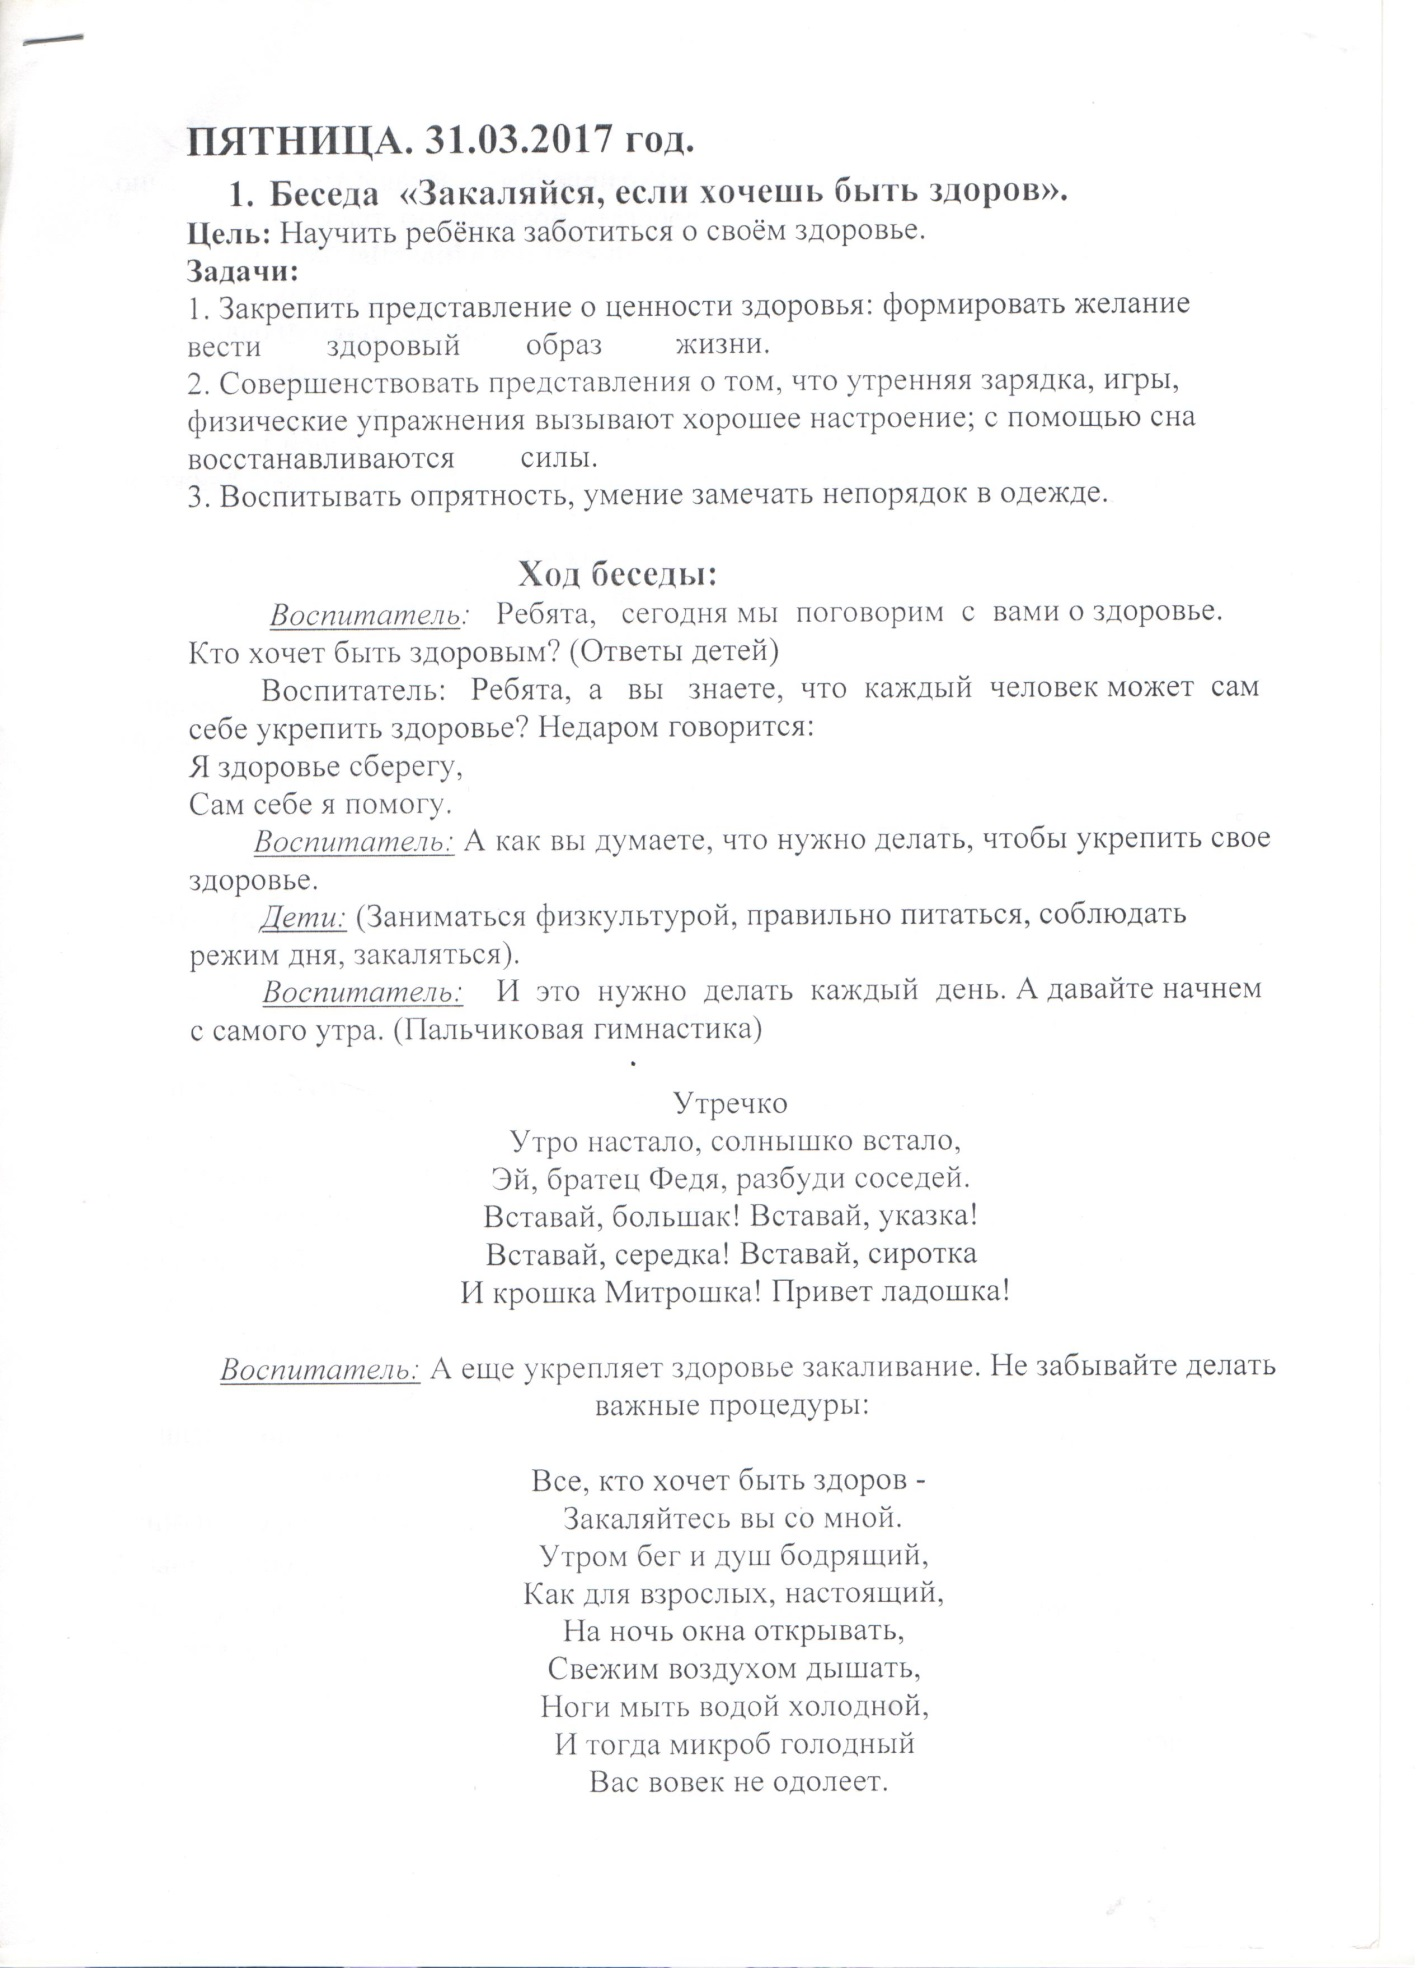 ПЯТНИЦА. 31.03.2017 год.
1. Беседа «Закаляйся, если хочешь быть здоров».
Цель: Научить ребёнка заботиться о своём здоровье.
Задачи:
1. Закрепить представление о ценности здоровья: формировать желание
вести здоровый образ жизни.
2. Совершенствовать представления о том, что утренняя зарядка, игры,
физические упражнения вызывают хорошее настроение; с помощью сна
восстанавливаются силы.
3. Воспитывать опрятность, умение замечать непорядок в одежде.
Ход беседы:
Воспитатель: Ребята, сегодня мы поговорим с вами о здоровье.
Кто хочет быть здоровым? (Ответы детей)
Воспитатель: Ребята, а вы знаете, что каждый человек может сам
себе укрепить здоровье? Недаром говорится:
Я здоровье сберегу,
Сам себе я помогу.
Воспитатель: А как вы думаете, что нужно делать, чтобы укрепить свое
здоровье.
Дети: (Заниматься физкультурой, правильно питаться, соблюдать
режим дня, закаляться).
Воспитатель: И это нужно делать каждый день. А давайте начнем
с самого утра. (Пальчиковая гимнастика)
Утречко
Утро настало, солнышко встало,
Эй, братец Федя, разбуди соседей.
Вставай, большак! Вставай, указка!
Вставай, середка! Вставай, сиротка
И крошка Митрошка! Привет ладошка!
Воспитатель: А еще укрепляет здоровье закаливание. Не забывайте делать
важные процедуры:
Все, кто хочет быть здоров -
Закаляйтесь вы со мной.
Утром бег и душ бодрящий,
Как для взрослых, настоящий,
На ночь окна открывать,
Свежим воздухом дышать,
Ноги мыть водой холодной,
И тогда микроб голодный
Вас вовек не одолеет.